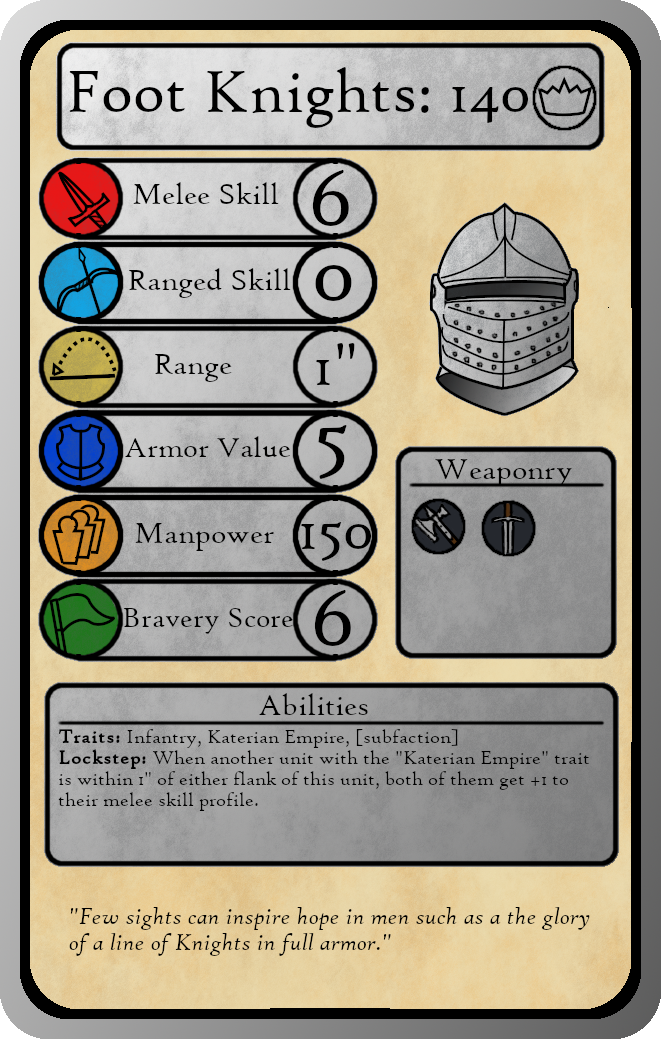 Foot Knights: 140
Melee Skill 6
Ranged Skill 0
Range 1"
Armor Value 5
Manpower 150
Bravery Score 6
Weaponry
Abilities
Traits: Infantry, Katerian Empire, [subfaction]
Lockstep: When another unit with the "Katerian Empire" trait
is within 1" of either flank of this unit, both of them get +1 to
their melee skill profile.
"Few sights can inspire hope in men such as a the glory
of a line of Knights in full armor."